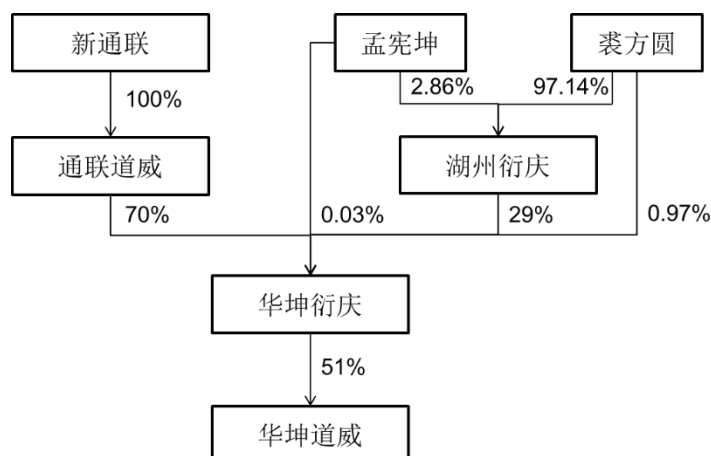 新通联
孟宪坤
裘方圆
100%
2.86%
97.14%
通联道威
湖州衍庆
70%
0.03%
29%
0.97%
华坤衍庆
51%
华坤道威